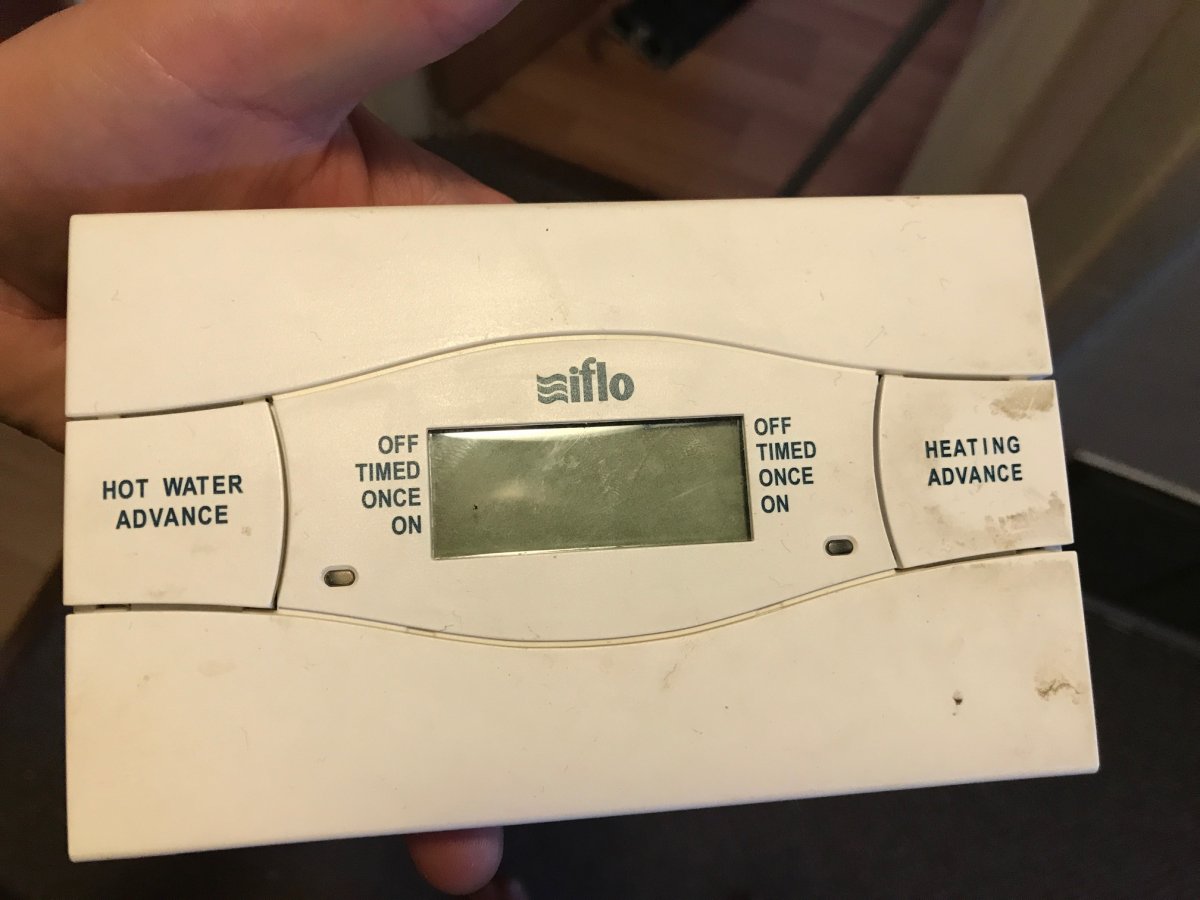 iflo
OFF
TIMED
ONCE
ON
OFF
TIMED
ONCE
ON
HOT WATER
ADVANCE
HEATING
ADVANCE